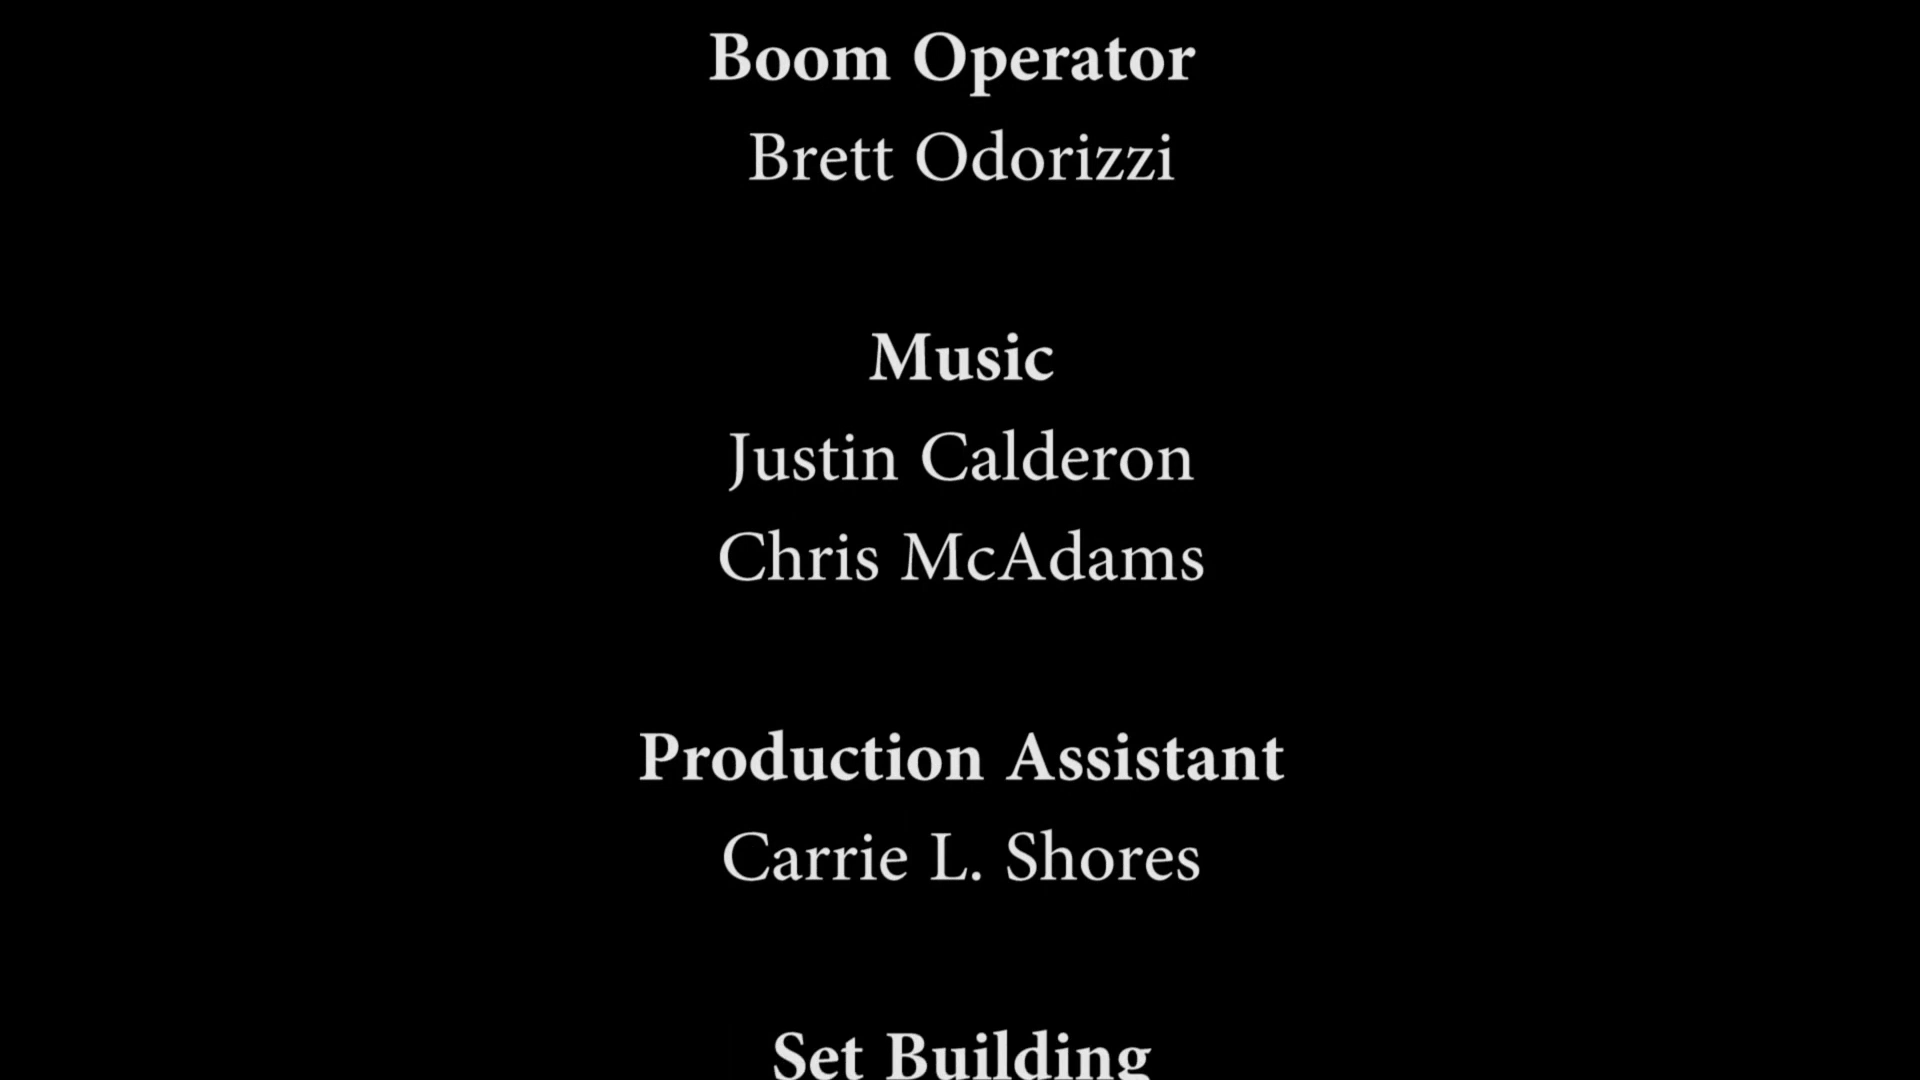 Boom Operator
Brett Odorizzi
Music
Justin Calderon
Chris McAdams
Production Assistant
Carrie L. Shores
Set Building